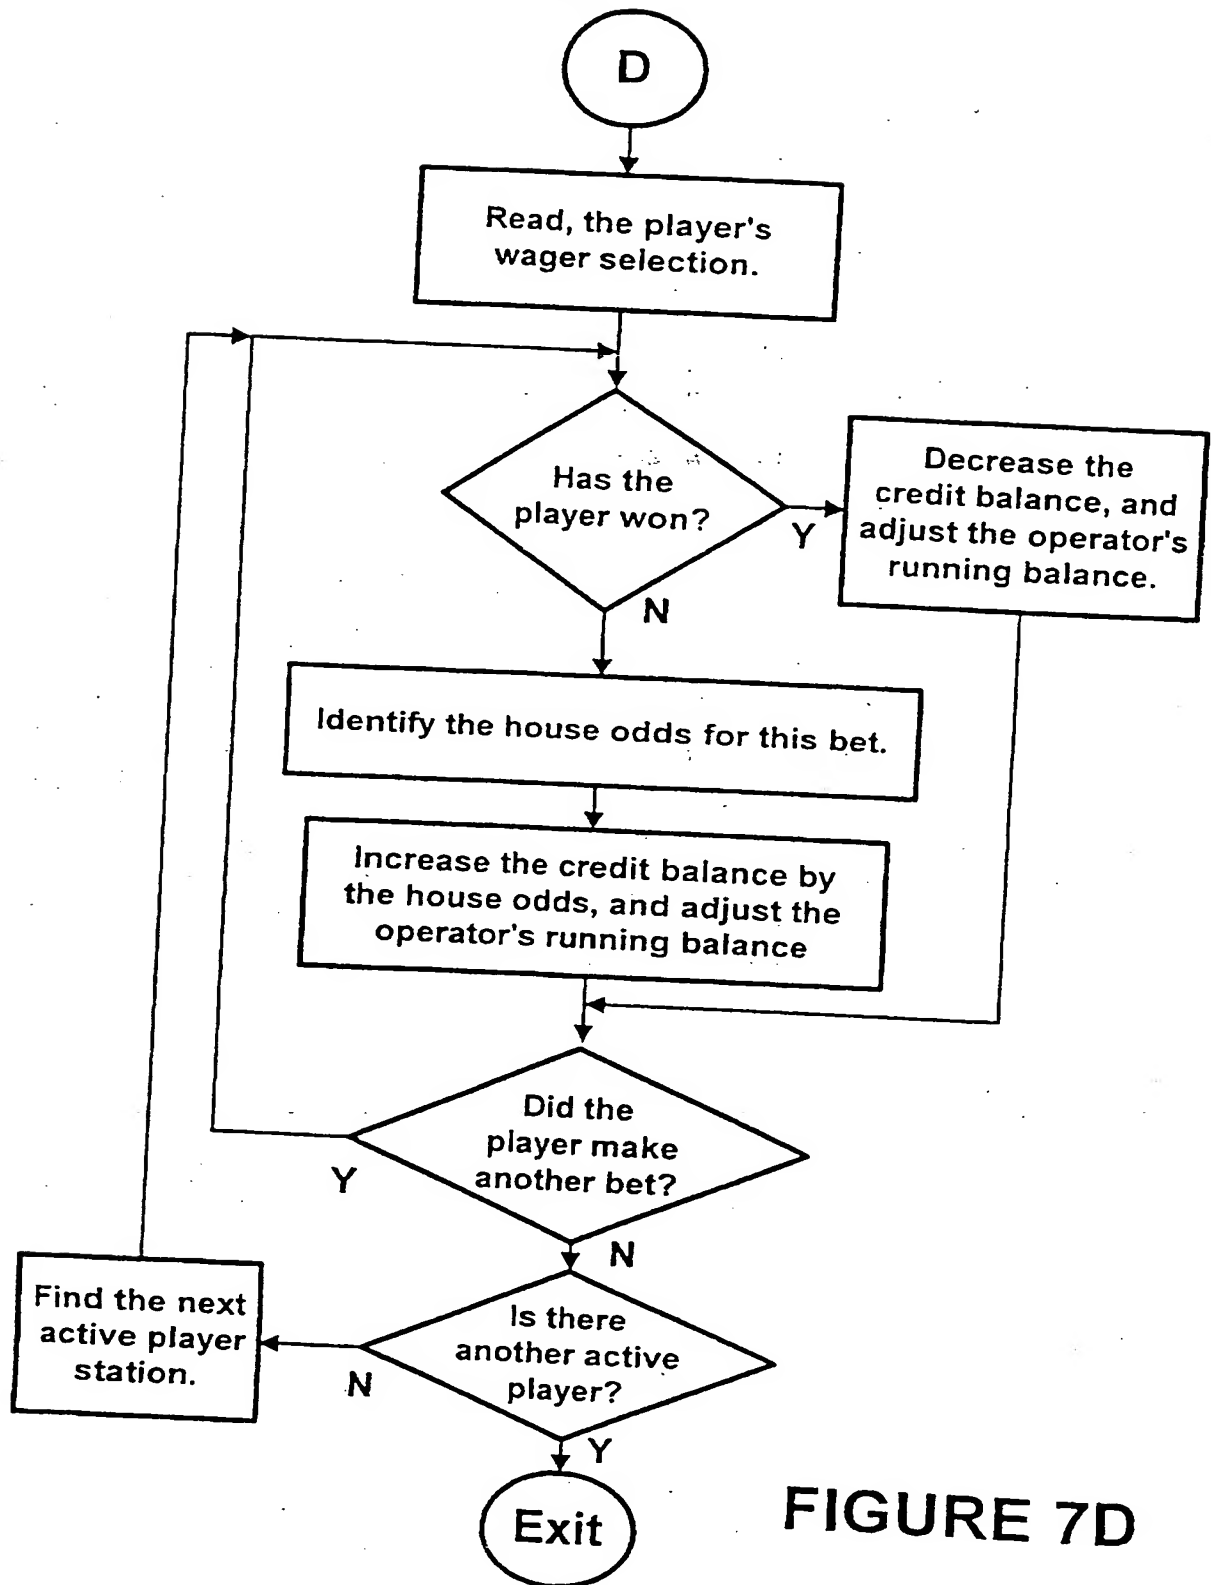 D
Read, the player's
wager selection.
Has the
player won?
Y
Decrease the
credit balance, and
adjust the operator's
running balance.
N
Identify the house odds for this bet.
Increase the credit balance by
the house odds, and adjust the
operator's running balance
Did the
player make
another bet?
Y
N
Find the next
active player
station.
Is there
another active
player?
N
Y
Exit
FIGURE 7D